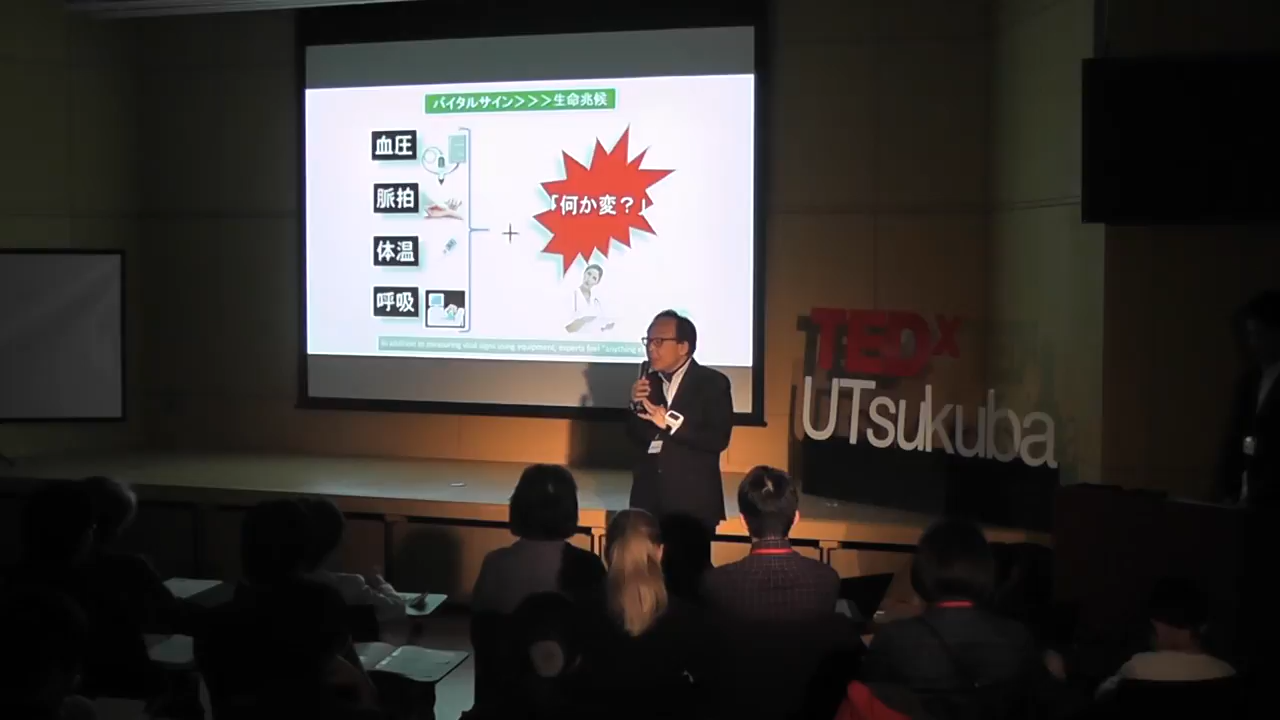 バイタルサイン>>>生命兆候
血圧
脈拍
体温
呼吸
+
「何か変?」
In addition to measuring vital signs using equipment, experts feel "anything
TEDx
UTsukuba